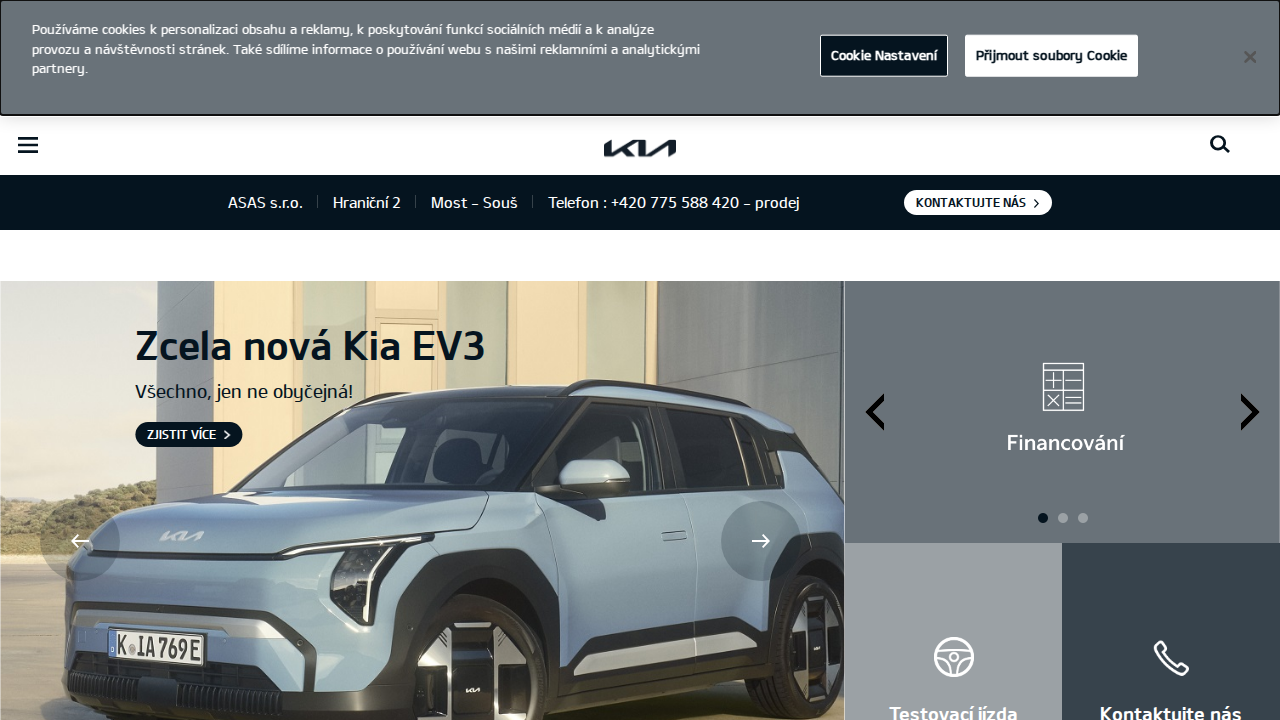 Používáme cookies k personalizaci obsahu a reklamy, k poskytování funkcí sociálních médií a k analýze
provozu a návštěvnosti stránek. Také sdílíme informace o používání webu s našimi reklamními a analytickými
partnery.
Cookie Nastavení
Přijmout soubory Cookie
KIA
ASAS s.r.o.
Hraniční 2
Most - Souš
Telefon : +420 775 588 420 - prodej
KONTAKTUJTE NÁS
Zcela nová Kia EV3
Všechno, jen ne obyčejná!
ZJISTIT VÍCE
Financování
KIA
K IA 769E
Testovací jízda
Kontaktujte nás